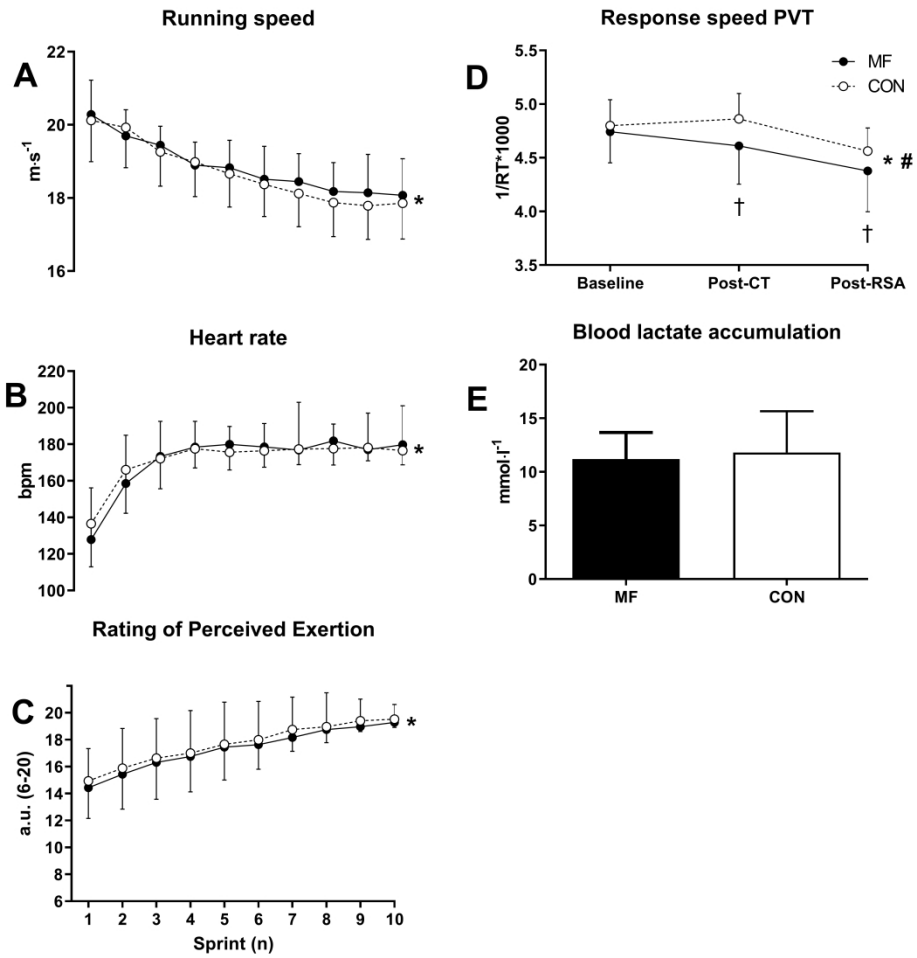 Running speed
A
m·s⁻¹
22
20
18
16
*
Heart rate
B
bpm
220
200
180
160
140
120
100
*
Rating of Perceived Exertion
C
a.u. (6-20)
20
18
16
14
12
10
8
6
*
1 2 3 4 5 6 7 8 9 10
Sprint (n)
Response speed PVT
D
MF
CON
1/RT*1000
5.5
5.0
4.5
4.0
3.5
* #
†
†
Baseline Post-CT Post-RSA
Blood lactate accumulation
E
mmol·l⁻¹
20
15
10
5
0
MF CON